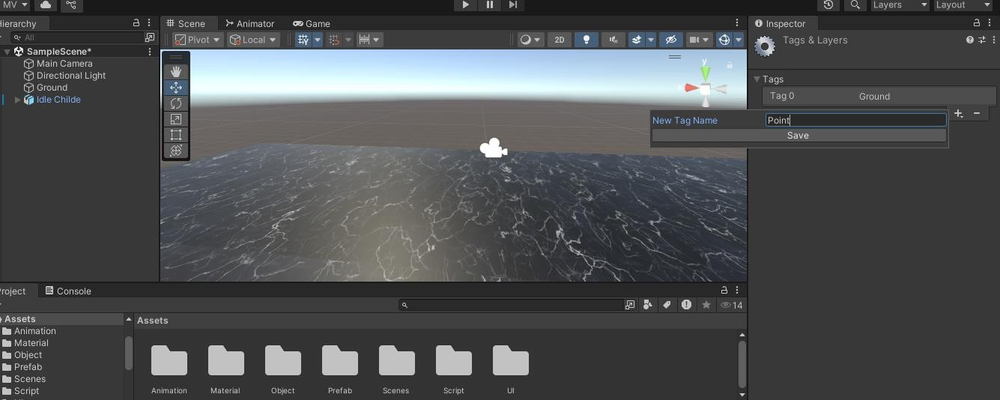 MV
Layers
Layout
Hierarchy
Scene
Animator
Game
Inspector
All
Pivot
Local
2D
Tags & Layers
SampleScene*
Main Camera
Directional Light
Ground
Idle Childe
y
Tags
Tag 0
Ground
New Tag Name
Point
Save
Project
Console
14
Assets
Animation
Material
Object
Prefab
Scenes
Script
Assets
Animation
Material
Object
Prefab
Scenes
Script
UI